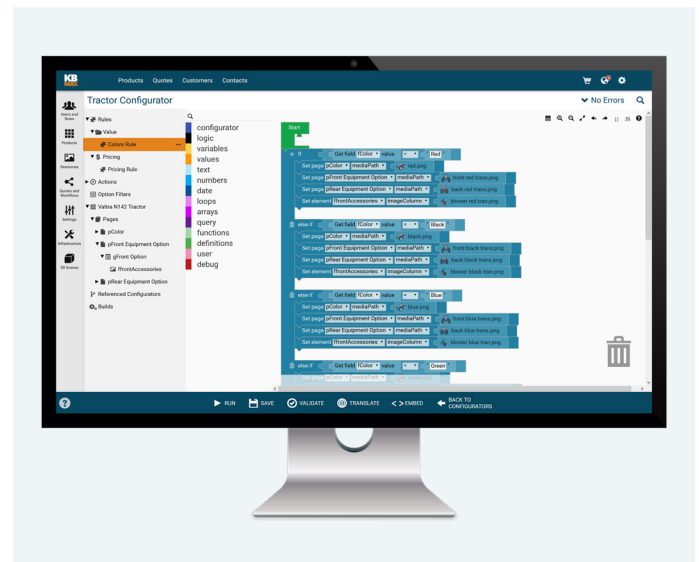 KB
MAX
Products Quotes Customers Contacts
Tractor Configurator
No Errors
Users and
Roles
Products
Resources
Quotes and
Workflows
Settings
Infrastructure
3D Scenes
Rules
Value
Colors Rule ...
$ Pricing
Pricing Rule
Actions
Option Filters
Valtra N142 Tractor
Pages
pColor
pFront Equipment Option
gFront Option
ffrontAccessories
pRear Equipment Option
Referenced Configurators
Builds
configurator
logic
variables
values
text
numbers
date
loops
arrays
query
functions
definitions
user
debug
{} JS
Start
if Get field fColor value = " Red "
Set page pColor mediaPath red.png
Set page pFront Equipment Option mediaPath front red trans.png
Set page pRear Equipment Option mediaPath back red trans.png
Set element ffrontAccessories imageColumn blower red tran.png
else if Get field fColor value = " Black "
Set page pColor mediaPath black.png
Set page pFront Equipment Option mediaPath front black trans.png
Set page pRear Equipment Option mediaPath back black trans.png
Set element ffrontAccessories imageColumn blower black tran.png
else if Get field fColor value = " Blue "
Set page pColor mediaPath blue.png
Set page pFront Equipment Option mediaPath front blue trans.png
Set page pRear Equipment Option mediaPath back blue trans.png
Set element ffrontAccessories imageColumn blower blue tran.png
else if Get field fColor value = " Green "
Set page pColor mediaPath green.png
? RUN SAVE VALIDATE TRANSLATE < > EMBED BACK TO
CONFIGURATORS